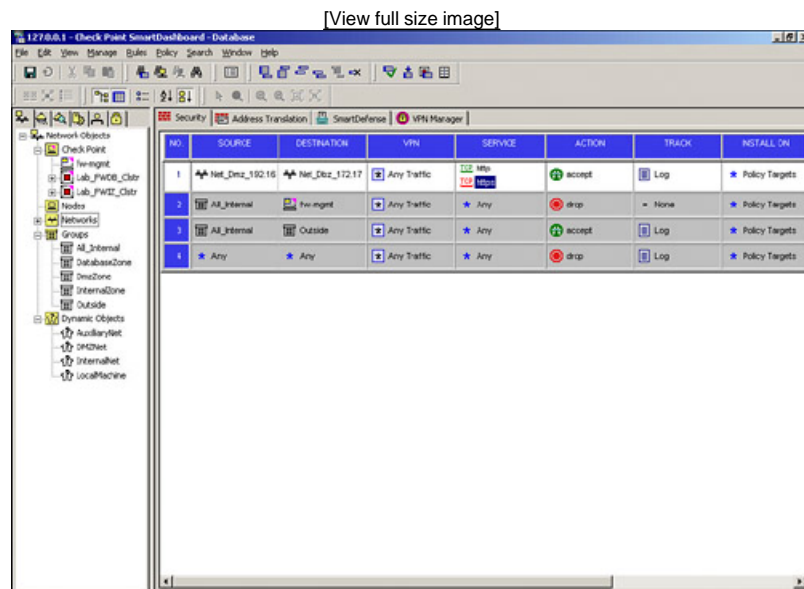 [View full size image]
127.0.0.1 - Check Point SmartDashboard - Database
File Edit View Manage Rules Policy Search Window Help
Security Address Translation SmartDefense VPN Manager
Network Objects
Check Point
fw-mgmt
Lab_FWDB_Clstr
Lab_FWIZ_Clstr
Nodes
Networks
Groups
All_Internal
DatabaseZone
DmzZone
InternalZone
Outside
Dynamic Objects
AuxiliaryNet
DMZNet
InternalNet
LocalMachine
NO. SOURCE DESTINATION VPN SERVICE ACTION TRACK INSTALL ON
1 Net_Dmz_192.16 Net_Dbz_172.17 Any Traffic TCP http TCP https accept Log Policy Targets
2 All_Internal fw-mgmt Any Traffic Any drop None Policy Targets
3 All_Internal Outside Any Traffic Any accept Log Policy Targets
4 Any Any Any Traffic Any drop Log Policy Targets